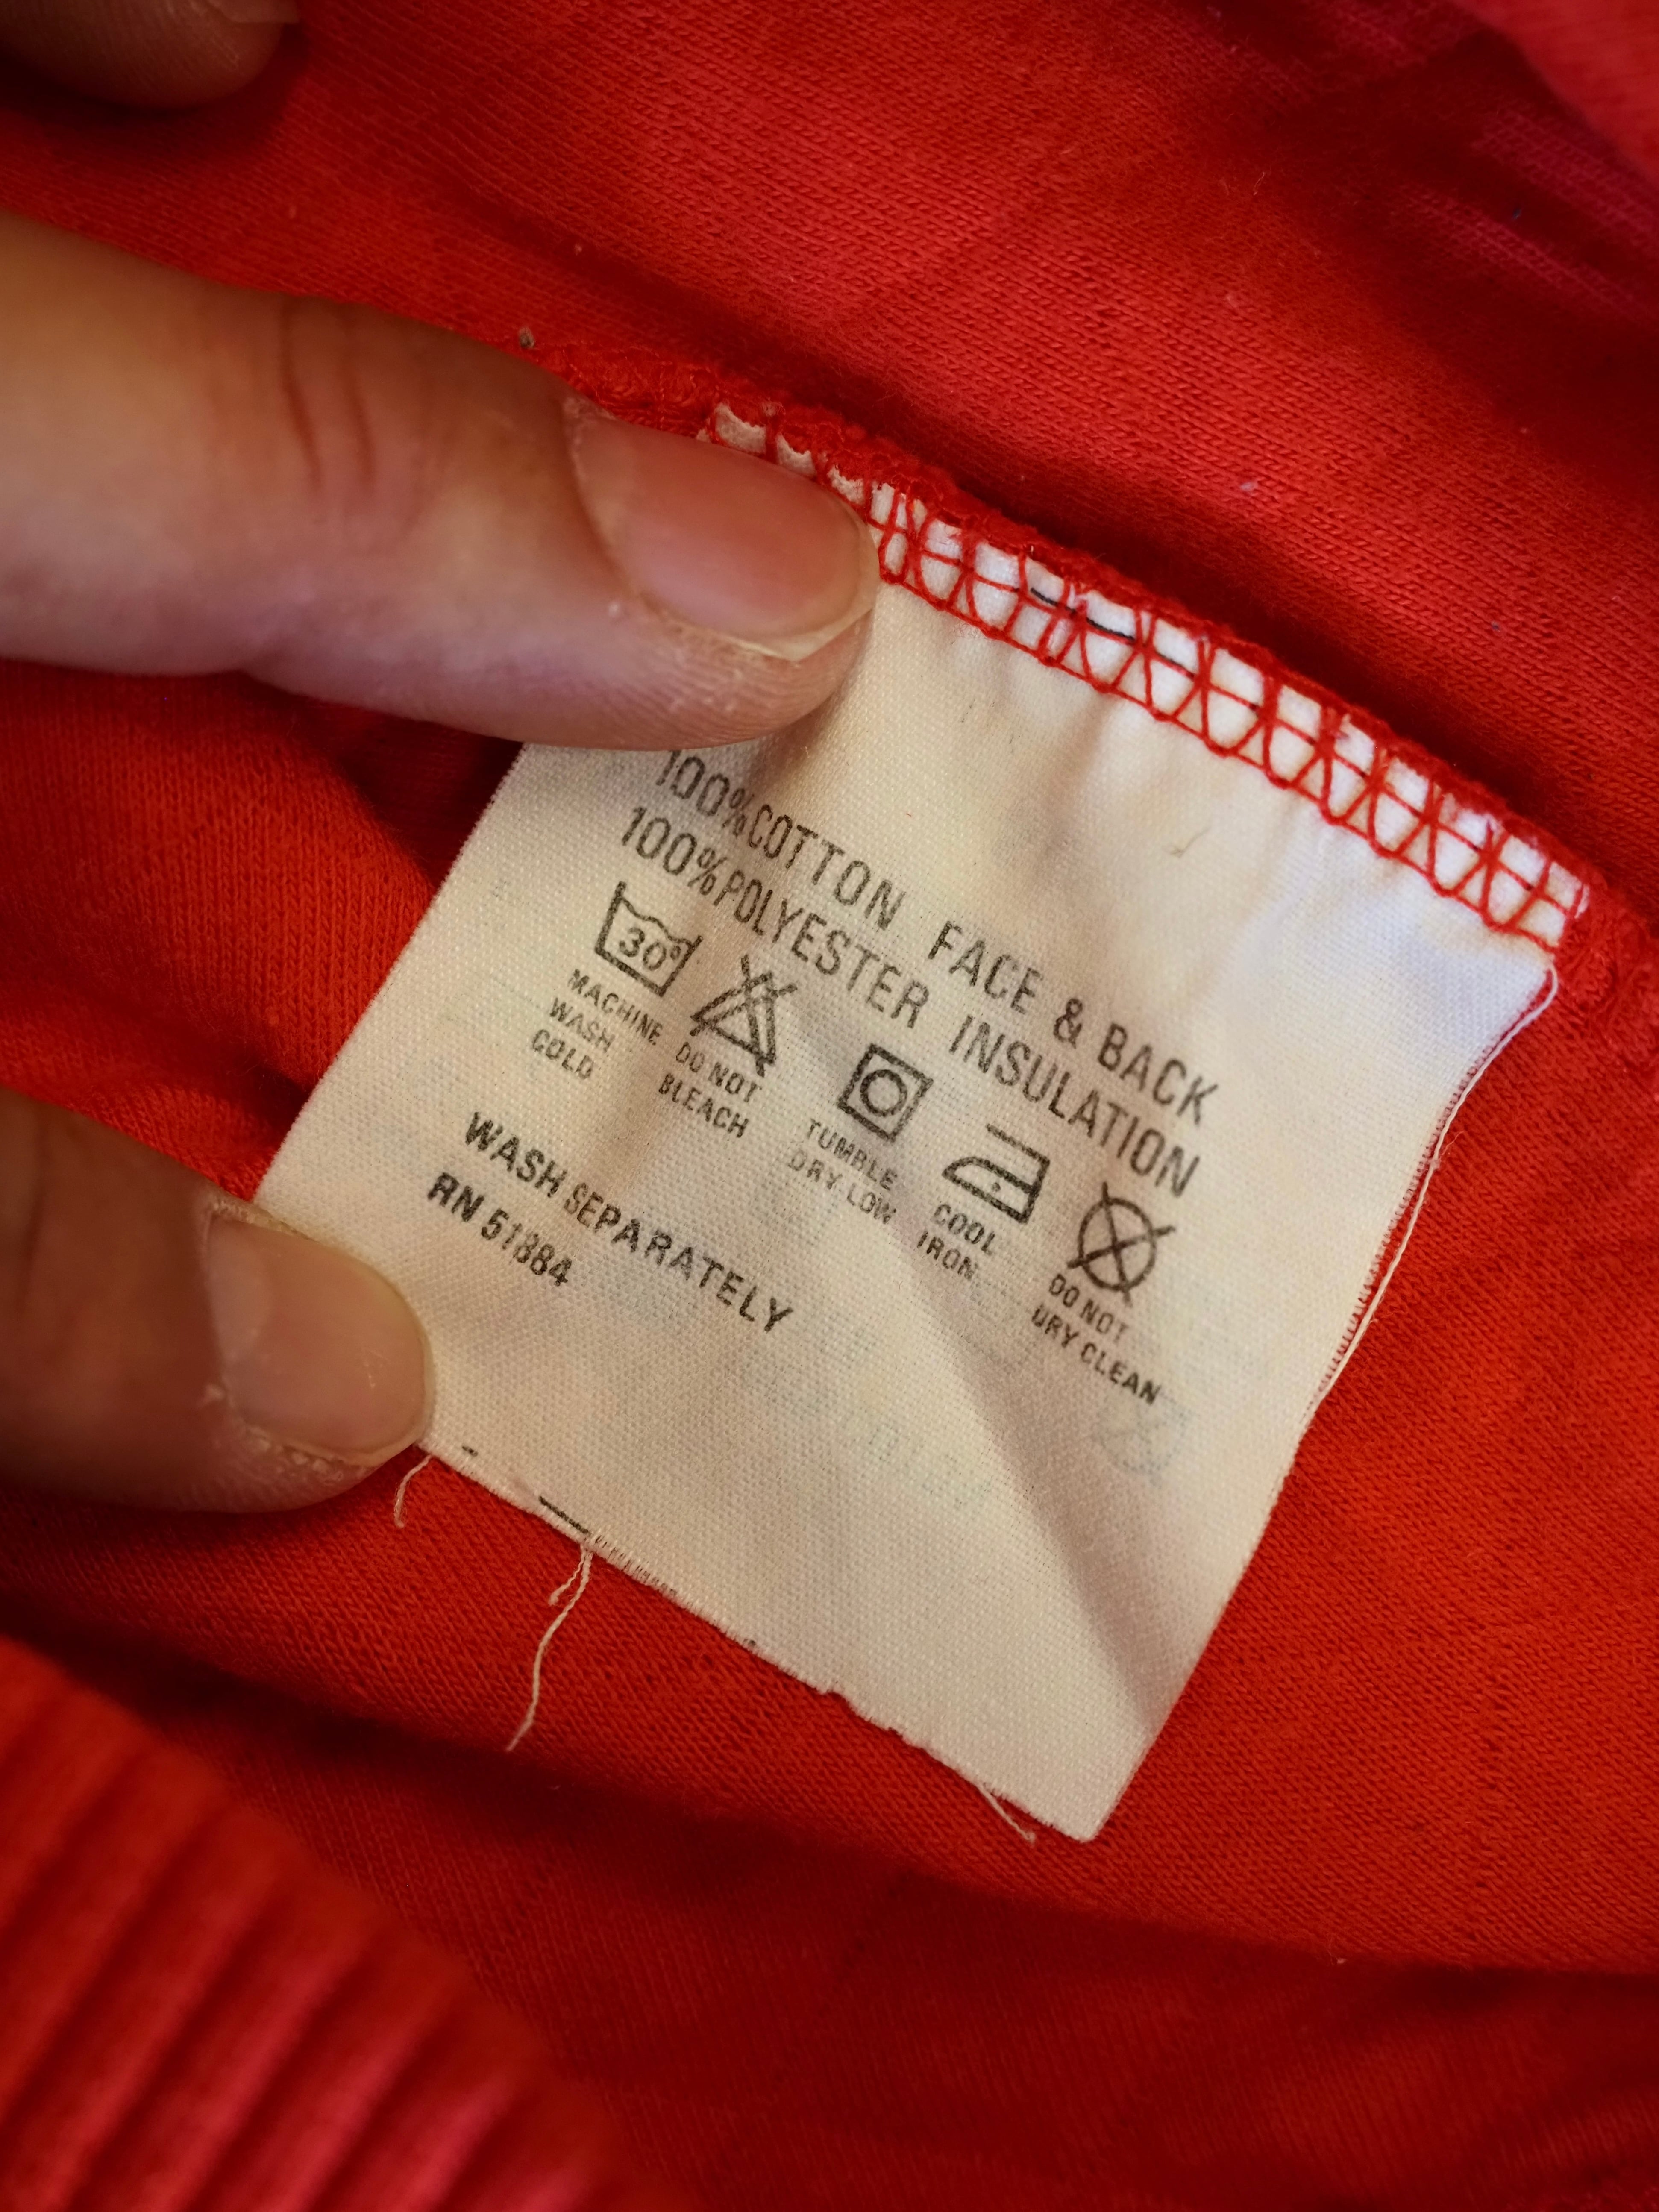 100% COTTON FACE & BACK
100% POLYESTER INSULATION
30°
MACHINE
WASH
COLD
DO NOT
BLEACH
TUMBLE
DRY LOW
COOL
IRON
DO NOT
DRY CLEAN
WASH SEPARATELY
RN 51884